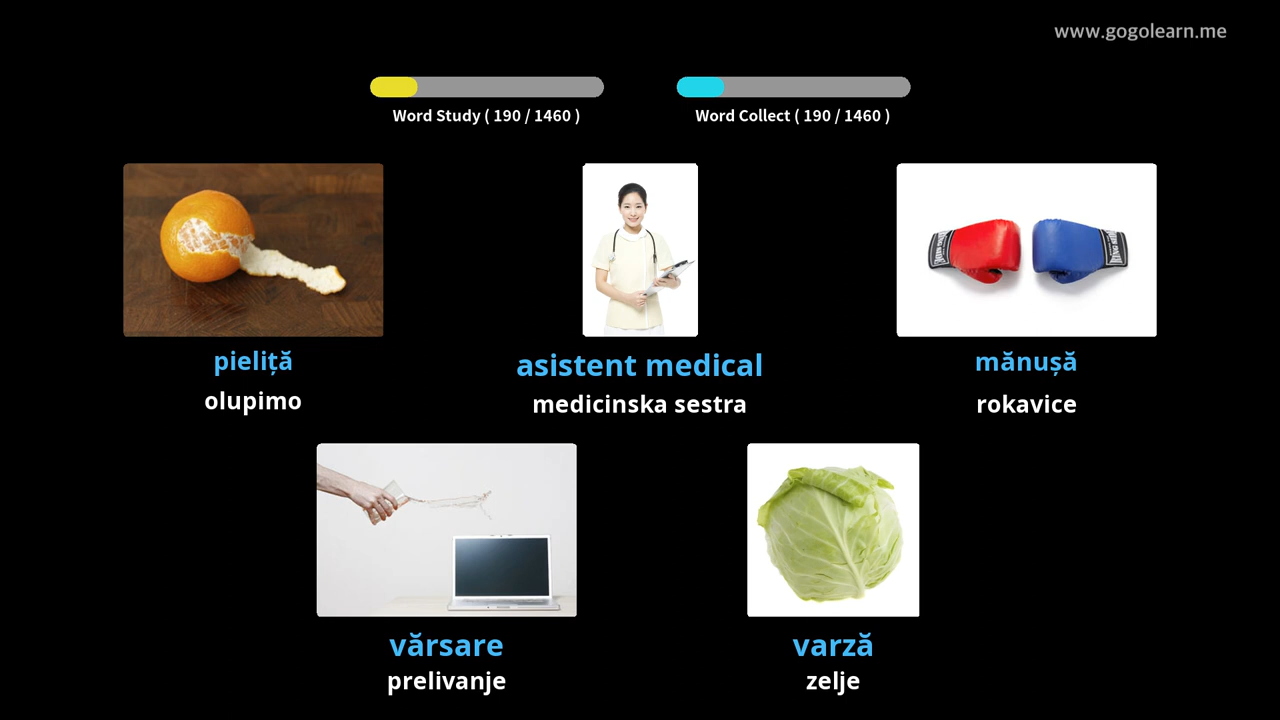 www.gogolearn.me
Word Study ( 190 / 1460 )
Word Collect ( 190 / 1460 )
pieliță
olupimo
asistent medical
medicinska sestra
mănușă
rokavice
vărsare
prelivanje
varză
zelje